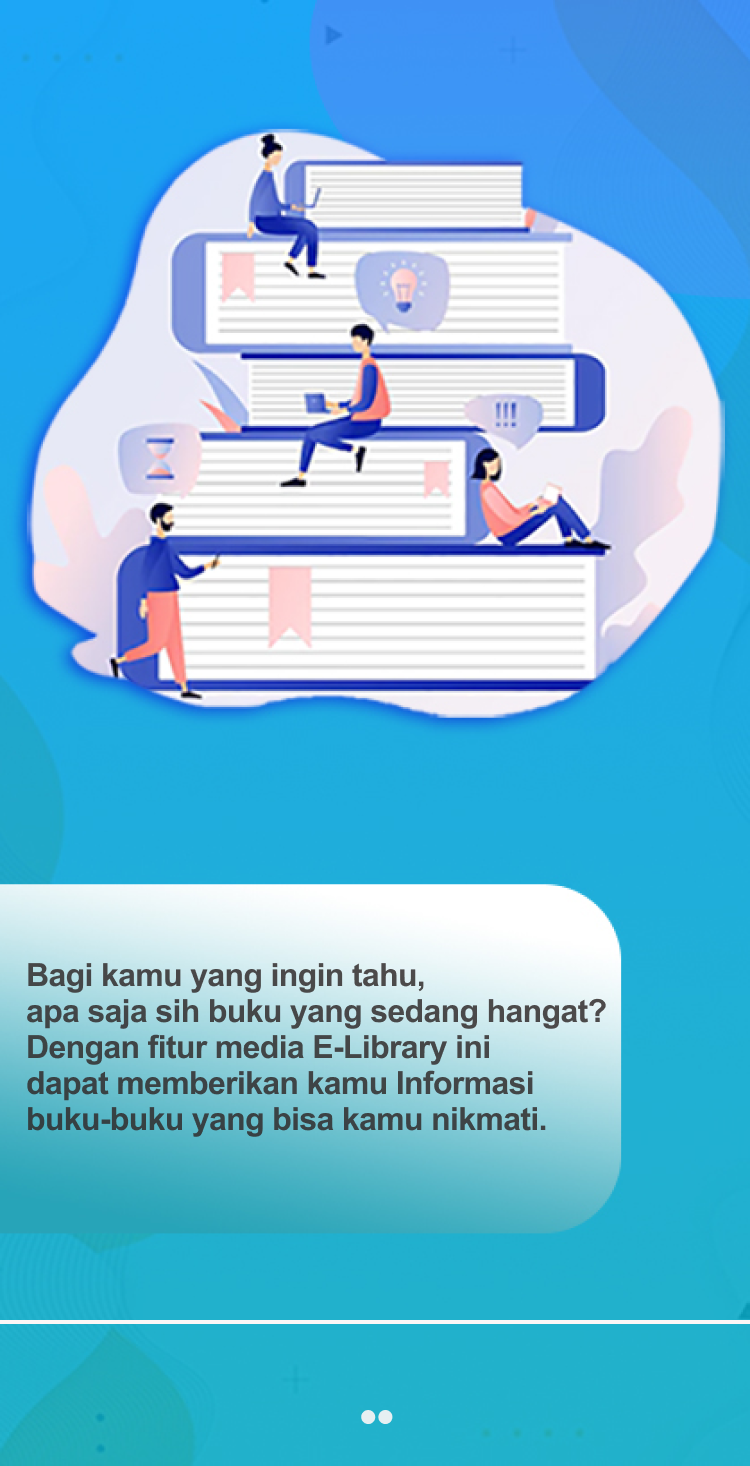 Bagi kamu yang ingin tahu,
apa saja sih buku yang sedang hangat?
Dengan fitur media E-Library ini
dapat memberikan kamu Informasi
buku-buku yang bisa kamu nikmati.